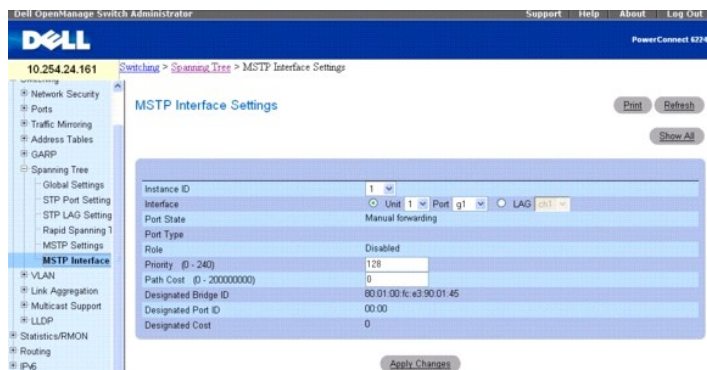 Dell OpenManage Switch Administrator Support Help About Log Out
DELL
PowerConnect 6224
10.254.24.161
Switching > Spanning Tree > MSTP Interface Settings
Switching
Network Security
Ports
Traffic Mirroring
Address Tables
GARP
Spanning Tree
Global Settings
STP Port Setting
STP LAG Setting
Rapid Spanning T
MSTP Settings
MSTP Interface
VLAN
Link Aggregation
Multicast Support
LLDP
Statistics/RMON
Routing
IPv6
MSTP Interface Settings
Print Refresh
Show All
Instance ID 1
Interface Unit 1 Port g1 LAG ch1
Port State Manual forwarding
Port Type
Role Disabled
Priority (0 - 240) 128
Path Cost (0 - 200000000) 0
Designated Bridge ID 80:01:00:fc:e3:90:01:45
Designated Port ID 00:00
Designated Cost 0
Apply Changes